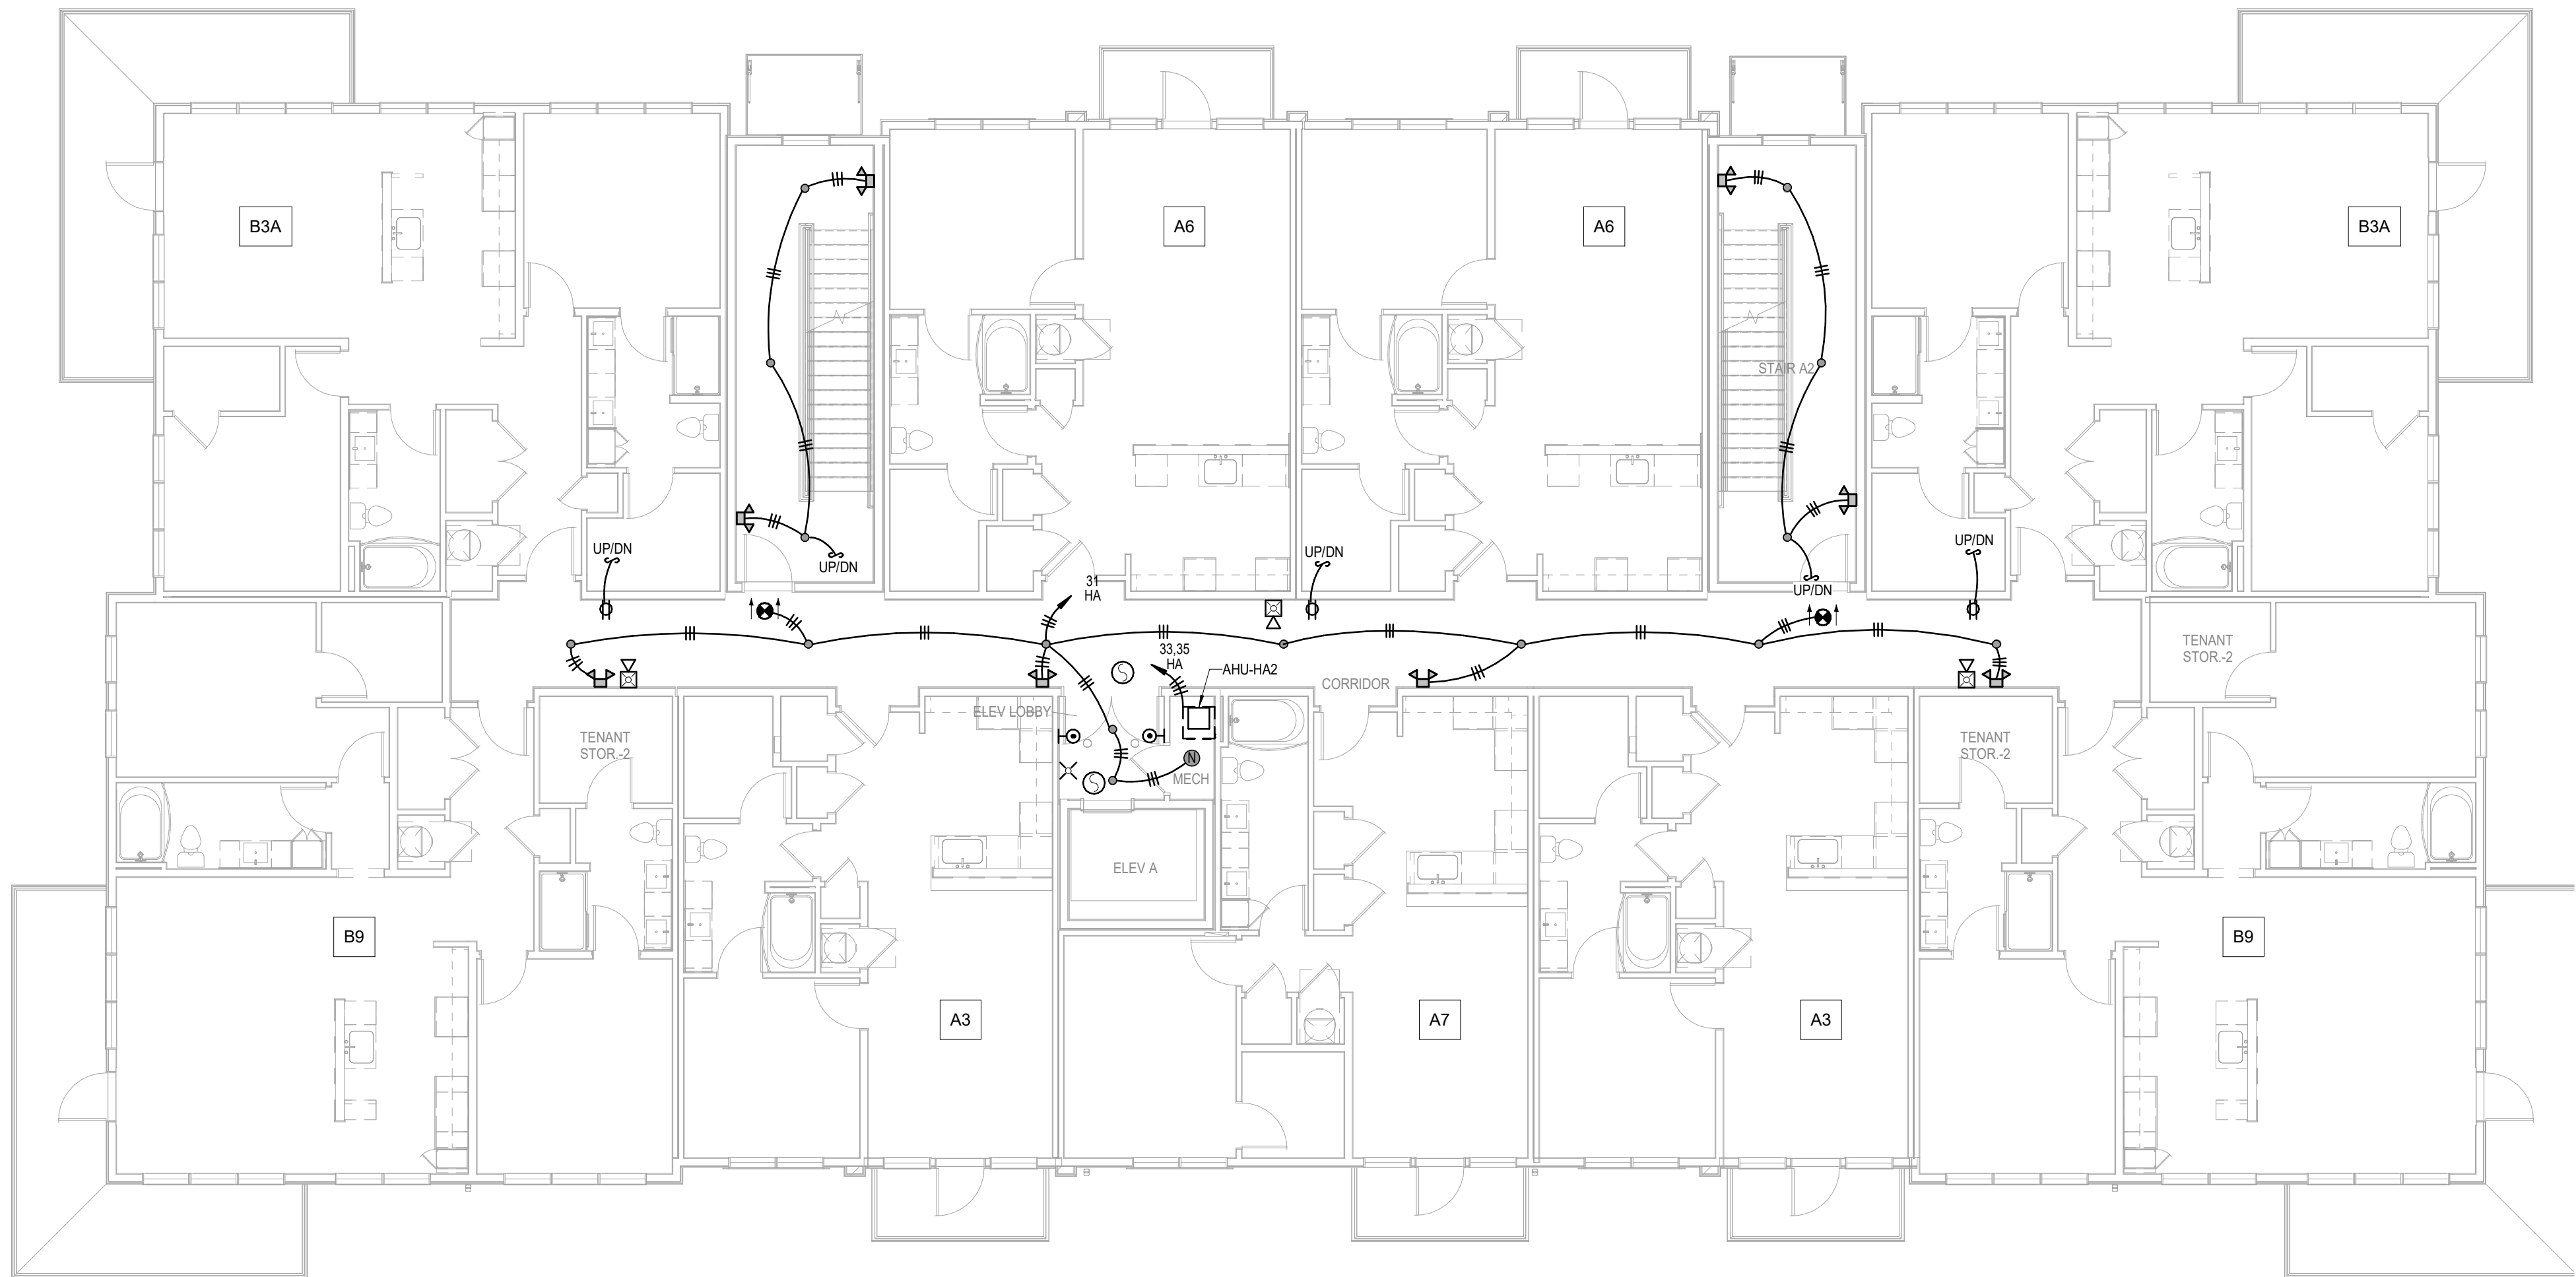 B3A
A6
A6
B3A
STAIR A2
UP/DN
UP/DN
UP/DN
UP/DN
UP/DN
31
HA
33,35
HA
AHU-HA2
CORRIDOR
TENANT
STOR.-2
ELEV LOBBY
TENANT
STOR.-2
TENANT
STOR.-2
N
MECH
ELEV A
B9
B9
A3
A7
A3